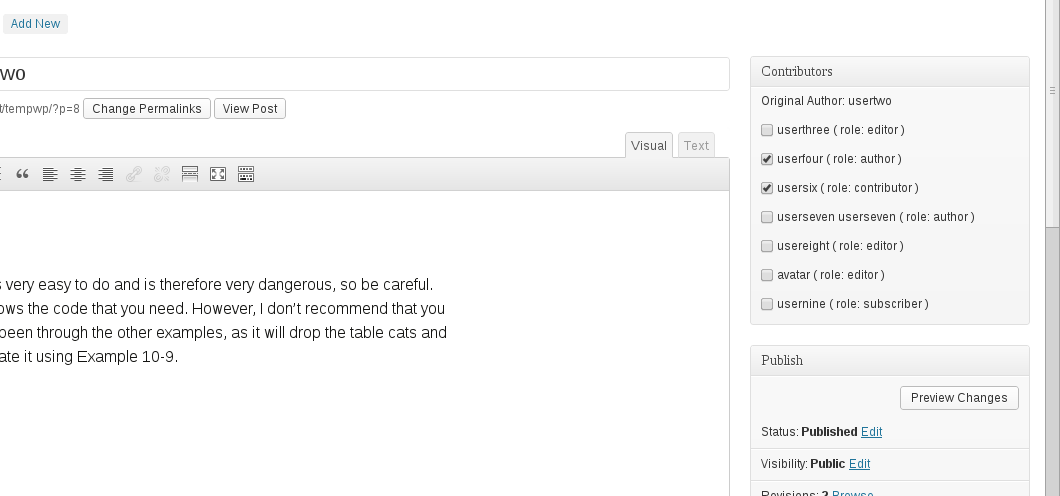 Add New
wo
t/tempwp/?p=8 Change Permalinks View Post
Visual Text
s very easy to do and is therefore very dangerous, so be careful.
ows the code that you need. However, I don't recommend that you
been through the other examples, as it will drop the table cats and
ate it using Example 10-9.
Contributors
Original Author: usertwo
userthree ( role: editor )
userfour ( role: author )
usersix ( role: contributor )
userseven userseven ( role: author )
usereight ( role: editor )
avatar ( role: editor )
usernine ( role: subscriber )
Publish
Preview Changes
Status: Published Edit
Visibility: Public Edit
Revisions: 2 Browse